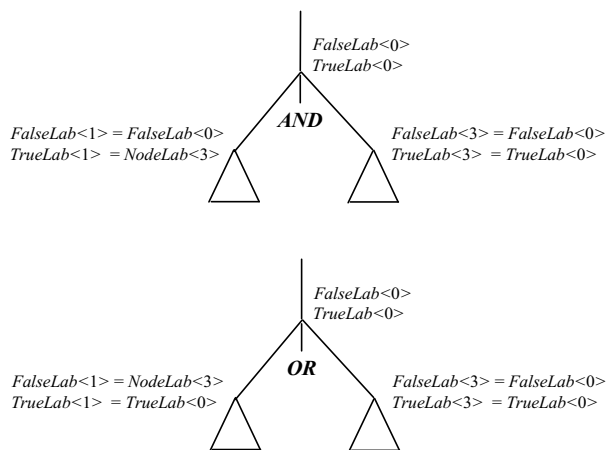 FalseLab<0>
TrueLab<0>
AND
FalseLab<1> = FalseLab<0>
TrueLab<1> = NodeLab<3>
FalseLab<3> = FalseLab<0>
TrueLab<3> = TrueLab<0>
FalseLab<0>
TrueLab<0>
OR
FalseLab<1> = NodeLab<3>
TrueLab<1> = TrueLab<0>
FalseLab<3> = FalseLab<0>
TrueLab<3> = TrueLab<0>